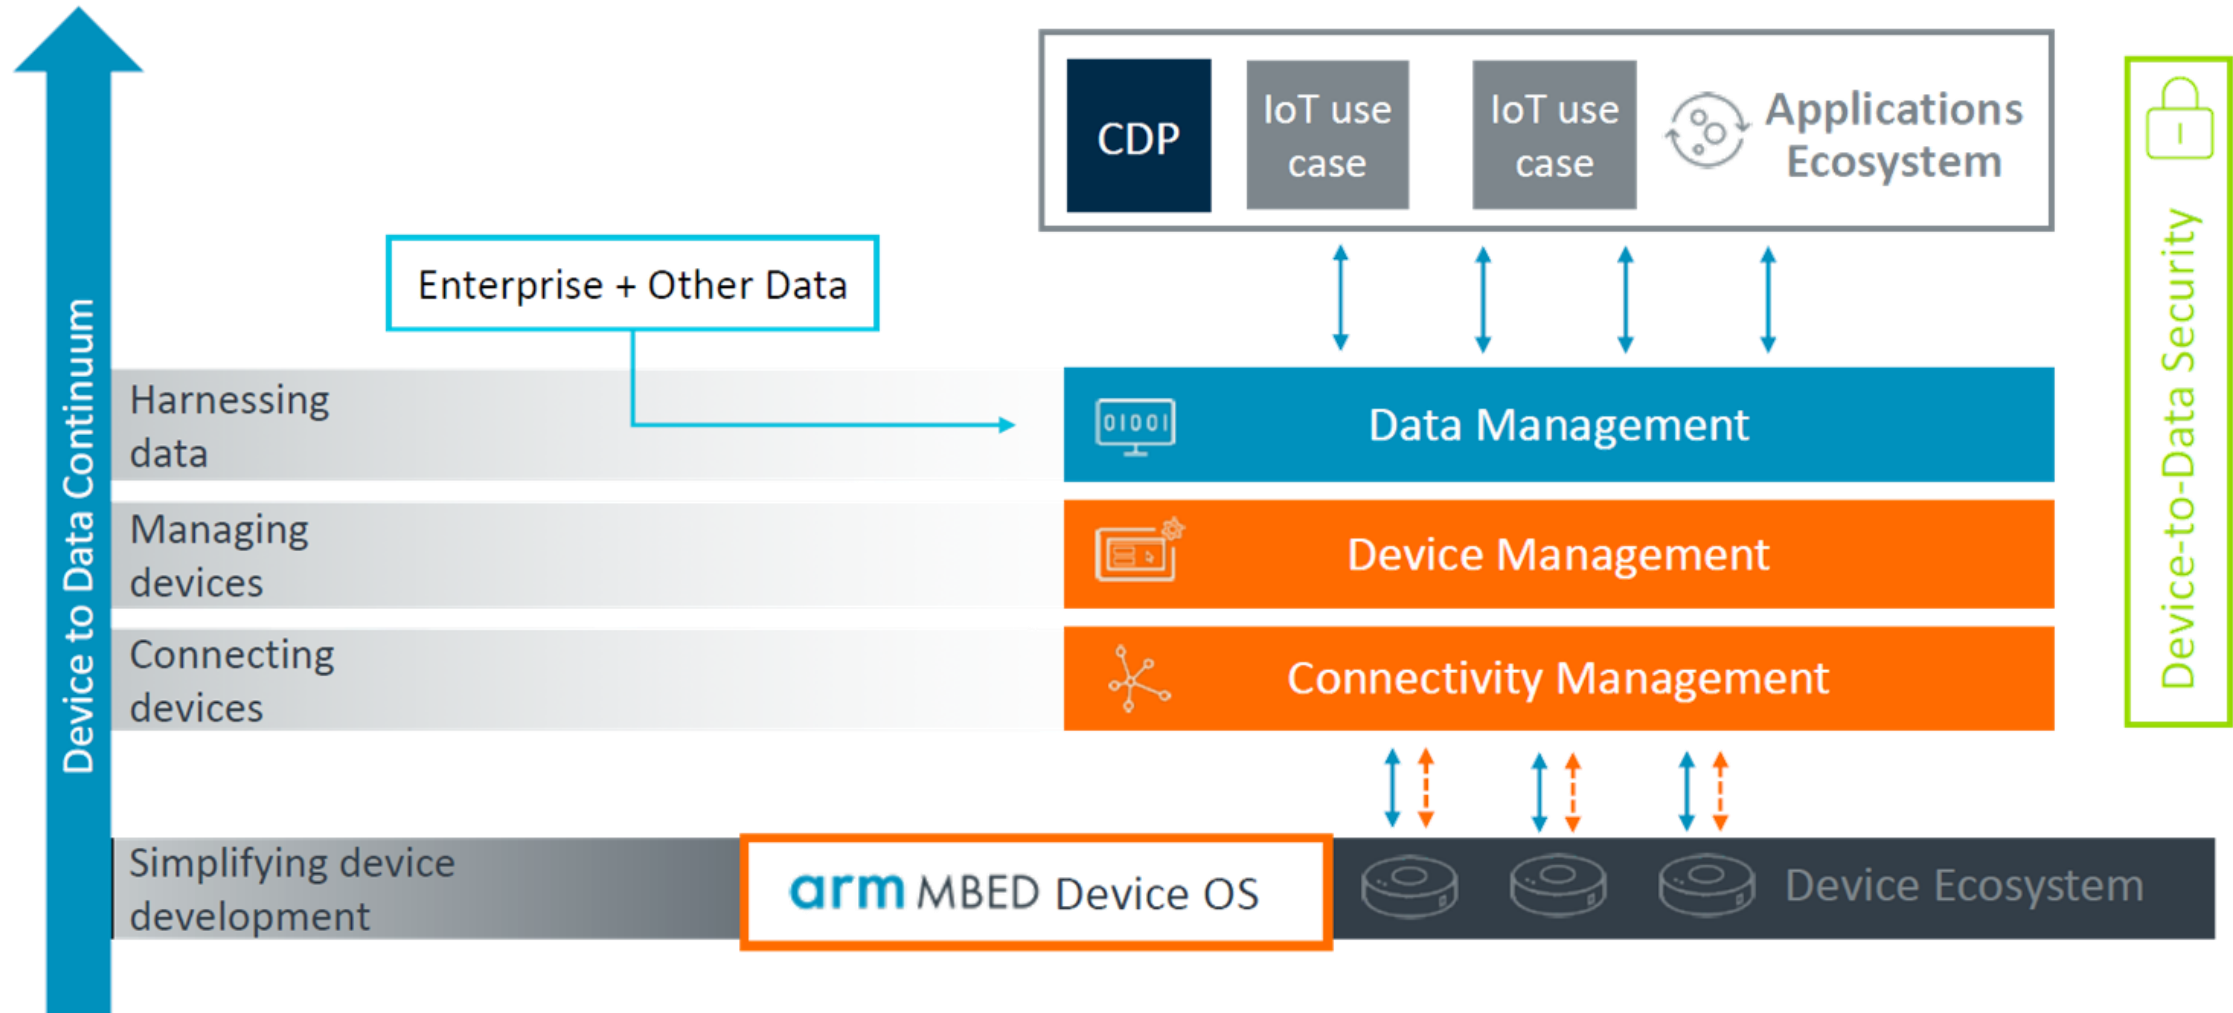 CDP
IoT use
case
IoT use
case
Applications
Ecosystem
Enterprise + Other Data
Device to Data Continuum
Harnessing
data
01001
Data Management
Managing
devices
Device Management
Connecting
devices
Connectivity Management
Device-to-Data Security
Simplifying device
development
arm MBED Device OS
Device Ecosystem